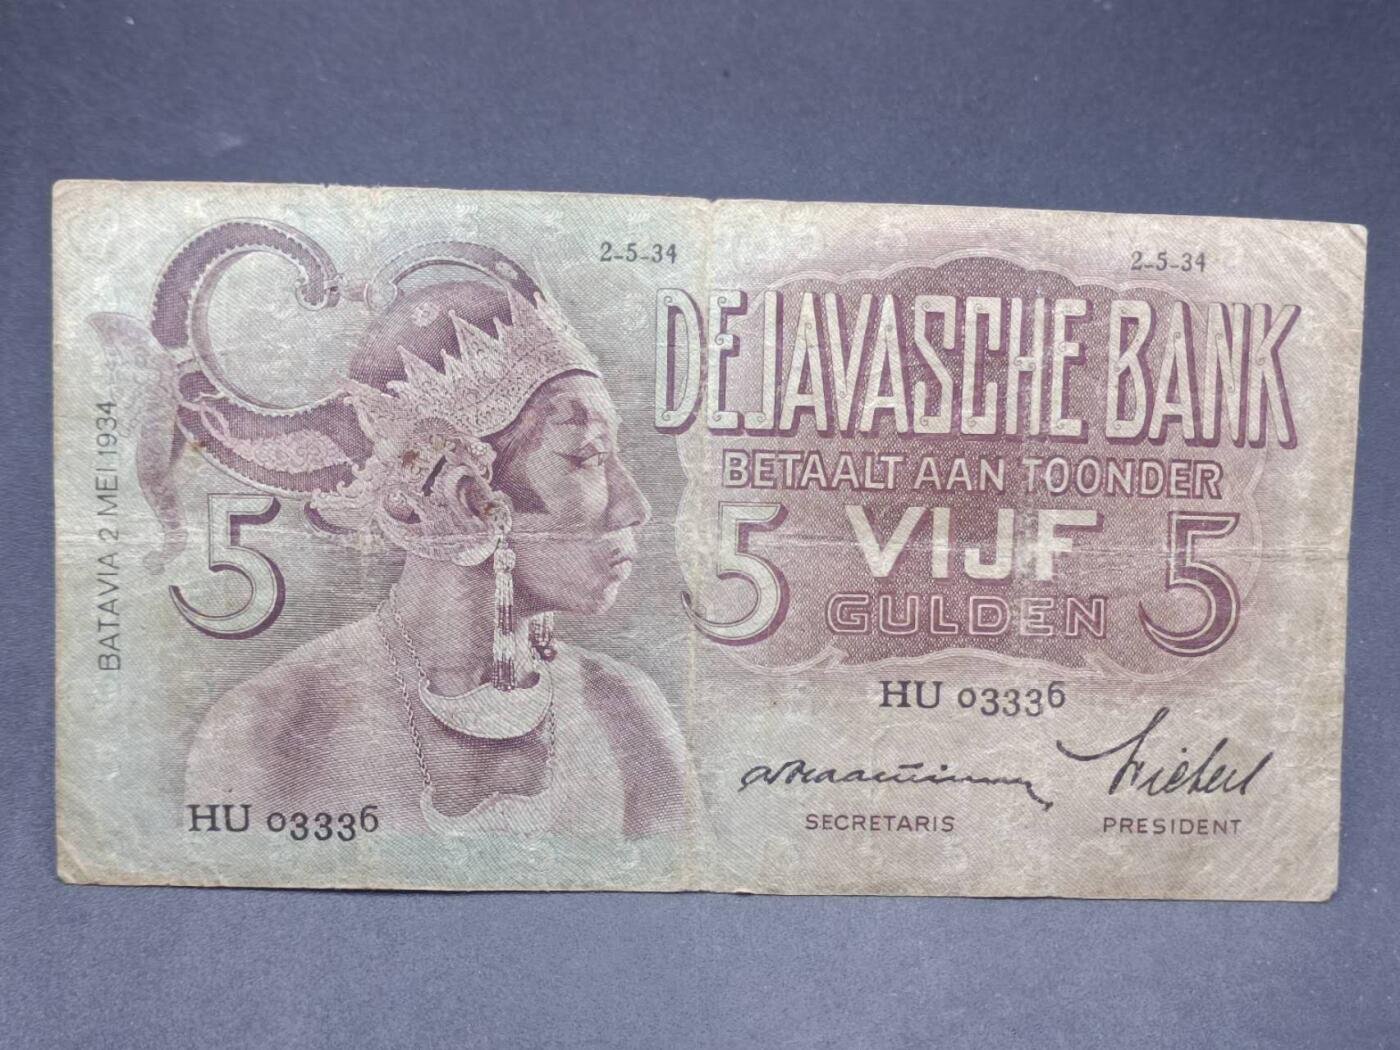 2-5-34
2-5-34
DE JAVASCHE BANK
BETAALT AAN TOONDER
5 VIJF 5
GULDEN
5
BATAVIA 2 MEI 1934
HU 03336
HU 03336
SECRETARIS
PRESIDENT